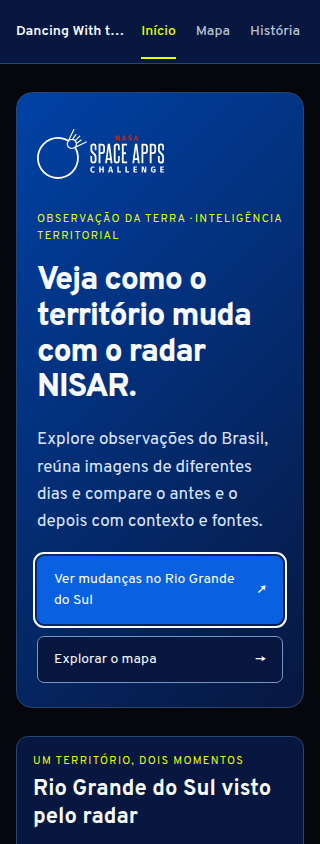 Dancing With t... Início Mapa História
NASA
SPACE APPS
CHALLENGE
OBSERVAÇÃO DA TERRA · INTELIGÊNCIA
TERRITORIAL
Veja como o
território muda
com o radar
NISAR.
Explore observações do Brasil,
reúna imagens de diferentes
dias e compare o antes e o
depois com contexto e fontes.
Ver mudanças no Rio Grande
do Sul ↗
Explorar o mapa →
UM TERRITÓRIO, DOIS MOMENTOS
Rio Grande do Sul visto
pelo radar